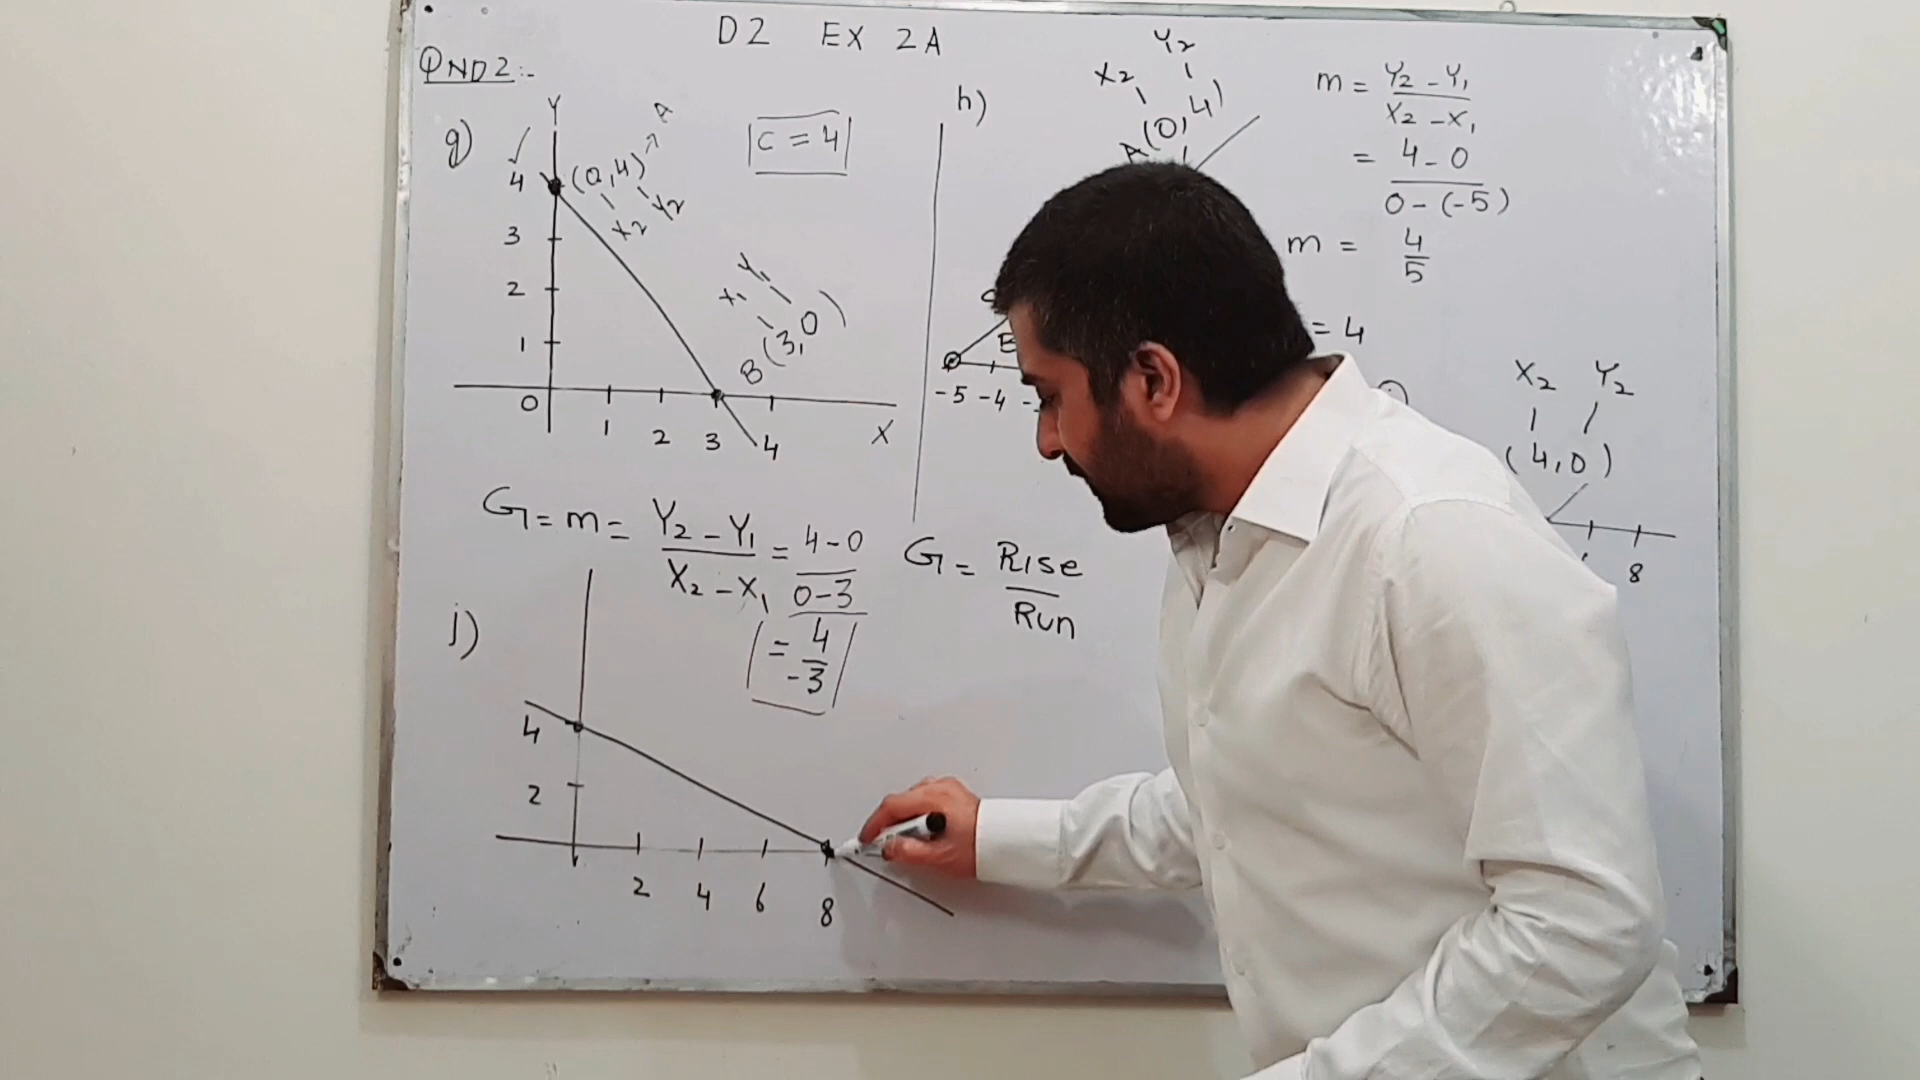 D2 EX 2A
QNO2:-
g)
Y
✓
4 (0,4) → A
X2 Y2
C = 4
3
2
1
X1 Y1
B (3,0)
0 1 2 3 4 X
G = m = Y2 - Y1 / X2 - X1 = 4-0 / 0-3
= 4 / -3
G = Rise / Run
h)
X2 Y2
A(0,4)
-5 -4
m = Y2 - Y1 / X2 - X1
= 4 - 0 / 0 - (-5)
m = 4 / 5
= 4
X2 Y2
(4,0)
8
j)
4
2
2 4 6 8